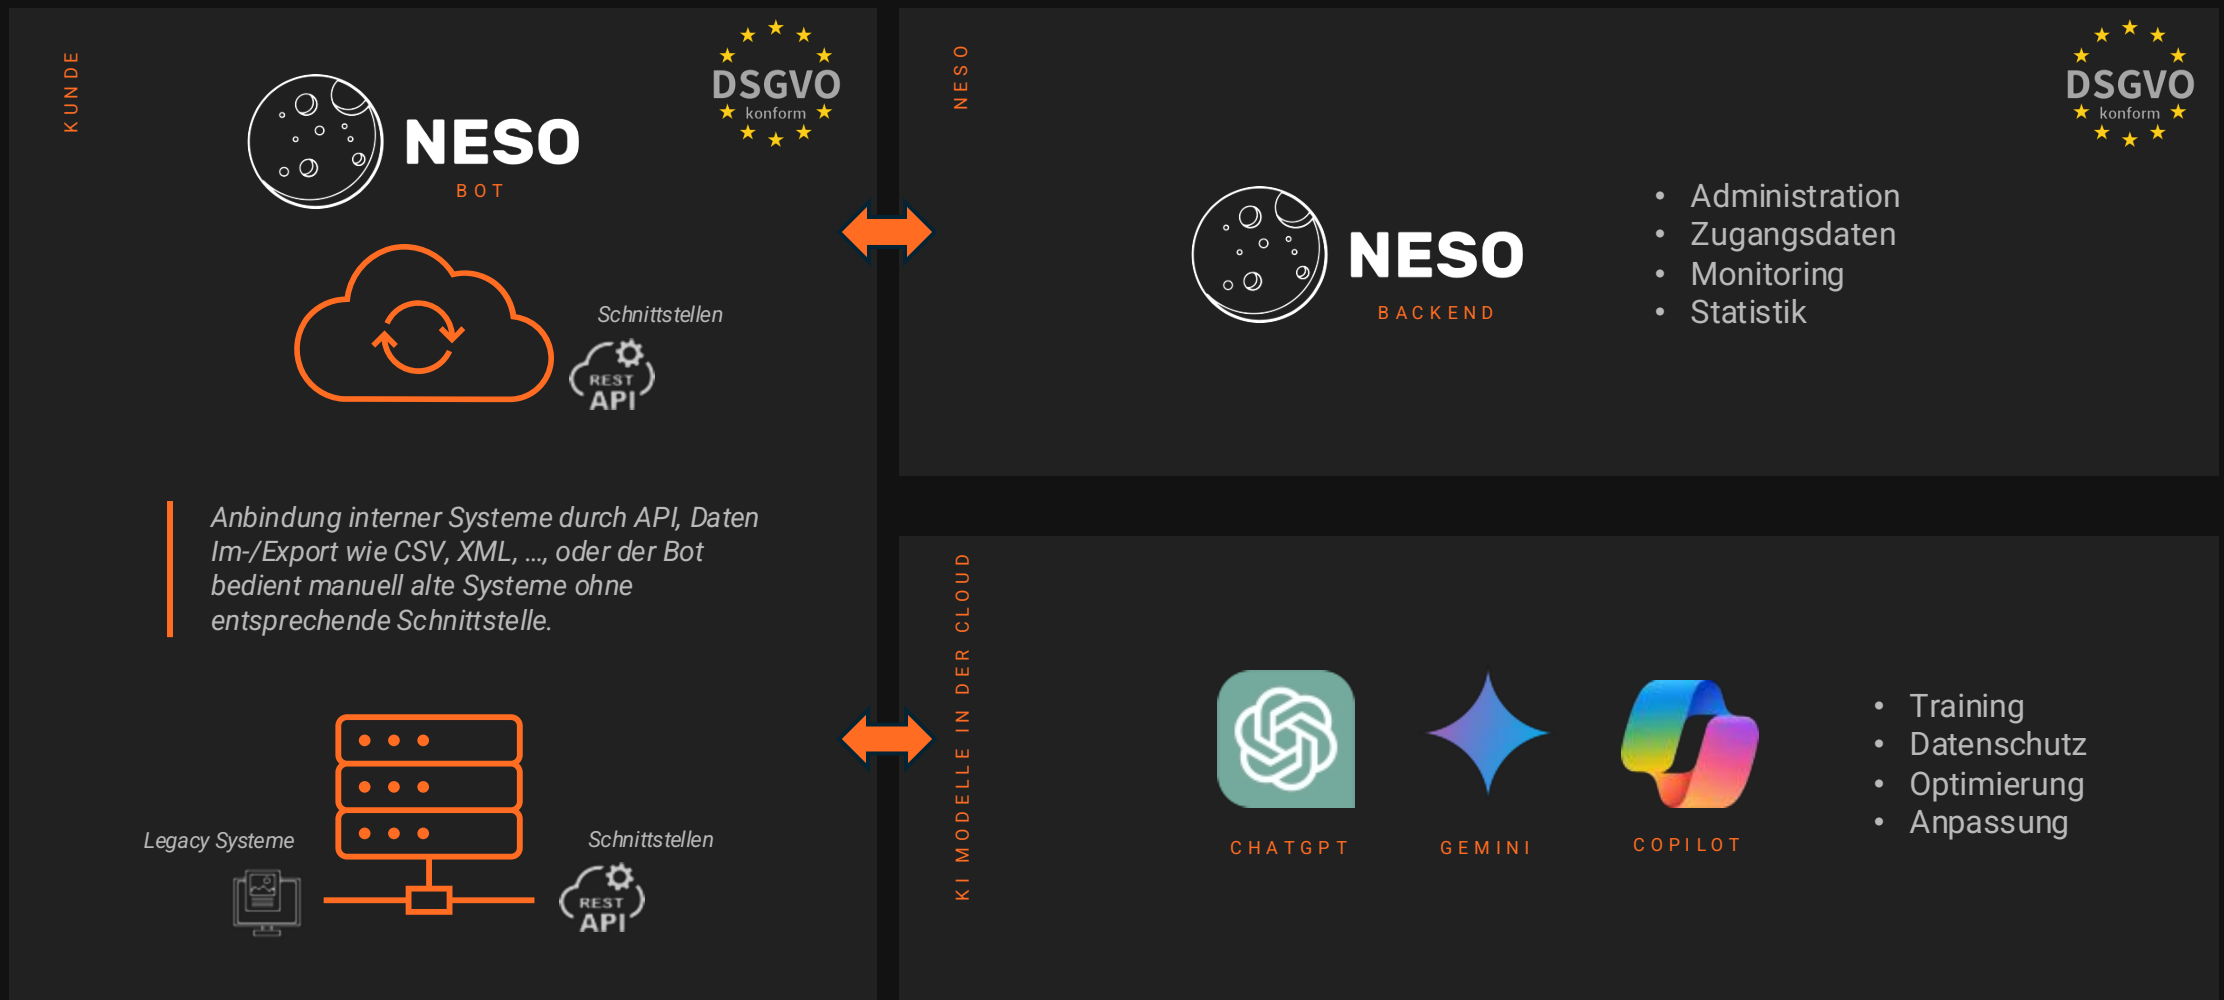 KUNDE
NESO
BOT
DSGVO
konform
Schnittstellen
REST
API
Anbindung interner Systeme durch API, Daten
Im-/Export wie CSV, XML, ..., oder der Bot
bedient manuell alte Systeme ohne
entsprechende Schnittstelle.
Legacy Systeme
Schnittstellen
REST
API
NESO
NESO
BACKEND
• Administration
• Zugangsdaten
• Monitoring
• Statistik
DSGVO
konform
KI MODELLE IN DER CLOUD
CHATGPT
GEMINI
COPILOT
• Training
• Datenschutz
• Optimierung
• Anpassung